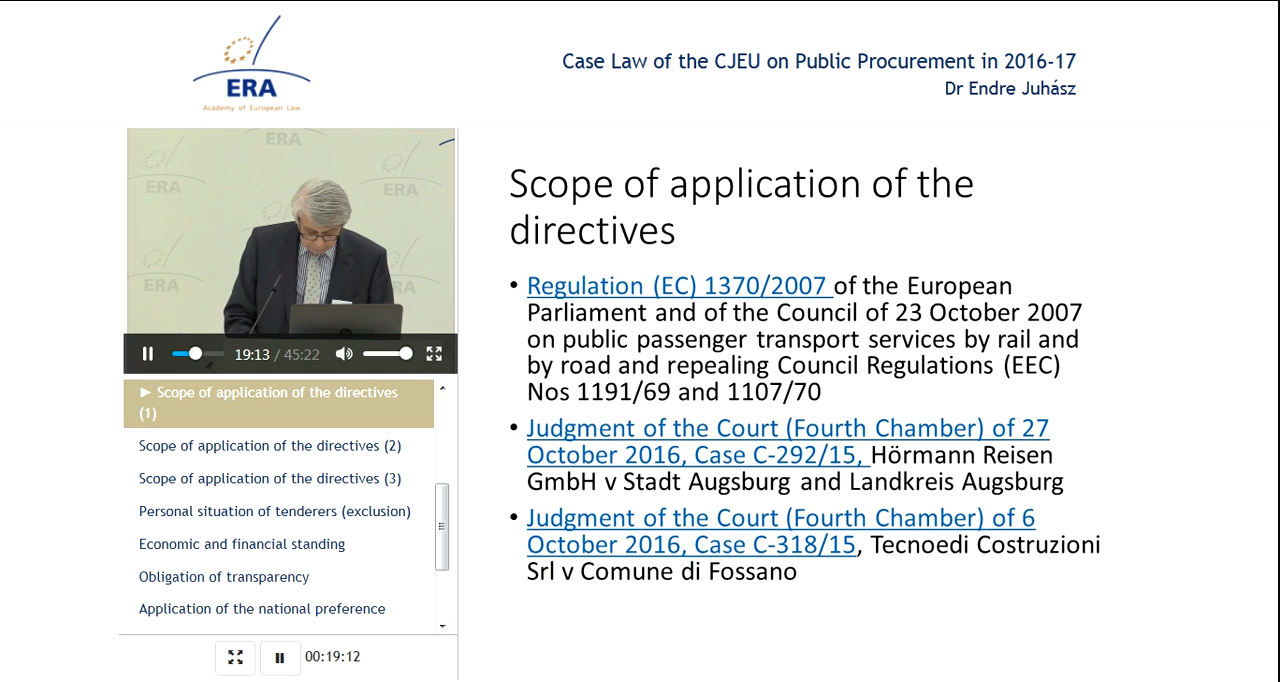 ERA
Academy of European Law
Case Law of the CJEU on Public Procurement in 2016-17
Dr Endre Juhász
ERA
ERA
ERA
ERA
RA
19:13 / 45:22
► Scope of application of the directives
(1)
Scope of application of the directives (2)
Scope of application of the directives (3)
Personal situation of tenderers (exclusion)
Economic and financial standing
Obligation of transparency
Application of the national preference
00:19:12
Scope of application of the
directives
• Regulation (EC) 1370/2007 of the European
Parliament and of the Council of 23 October 2007
on public passenger transport services by rail and
by road and repealing Council Regulations (EEC)
Nos 1191/69 and 1107/70
• Judgment of the Court (Fourth Chamber) of 27
October 2016, Case C-292/15, Hörmann Reisen
GmbH v Stadt Augsburg and Landkreis Augsburg
• Judgment of the Court (Fourth Chamber) of 6
October 2016, Case C-318/15, Tecnoedi Costruzioni
Srl v Comune di Fossano